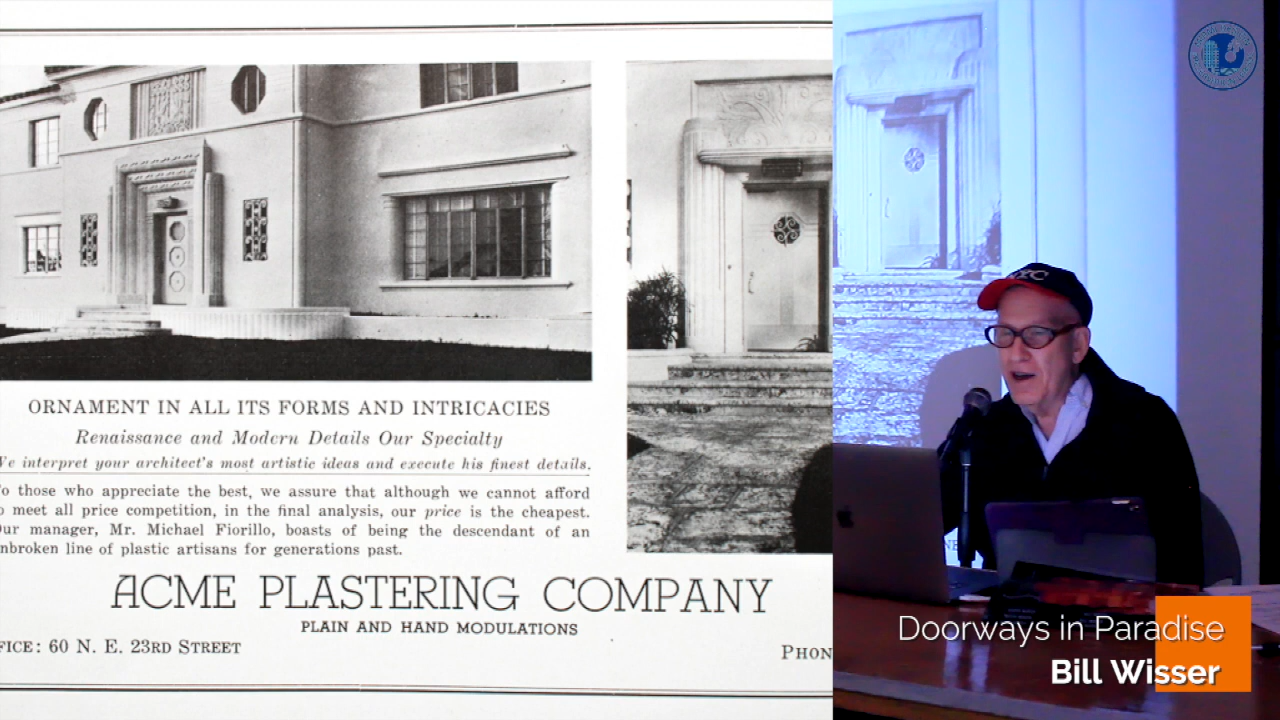 ORNAMENT IN ALL ITS FORMS AND INTRICACIES
Renaissance and Modern Details Our Specialty
We interpret your architect's most artistic ideas and execute his finest details.
To those who appreciate the best, we assure that although we cannot afford
to meet all price competition, in the final analysis, our price is the cheapest.
Our manager, Mr. Michael Fiorillo, boasts of being the descendant of an
unbroken line of plastic artisans for generations past.
ACME PLASTERING COMPANY
PLAIN AND HAND MODULATIONS
FICE: 60 N. E. 23RD STREET
PHON
NYC
Doorways in Paradise
Bill Wisser